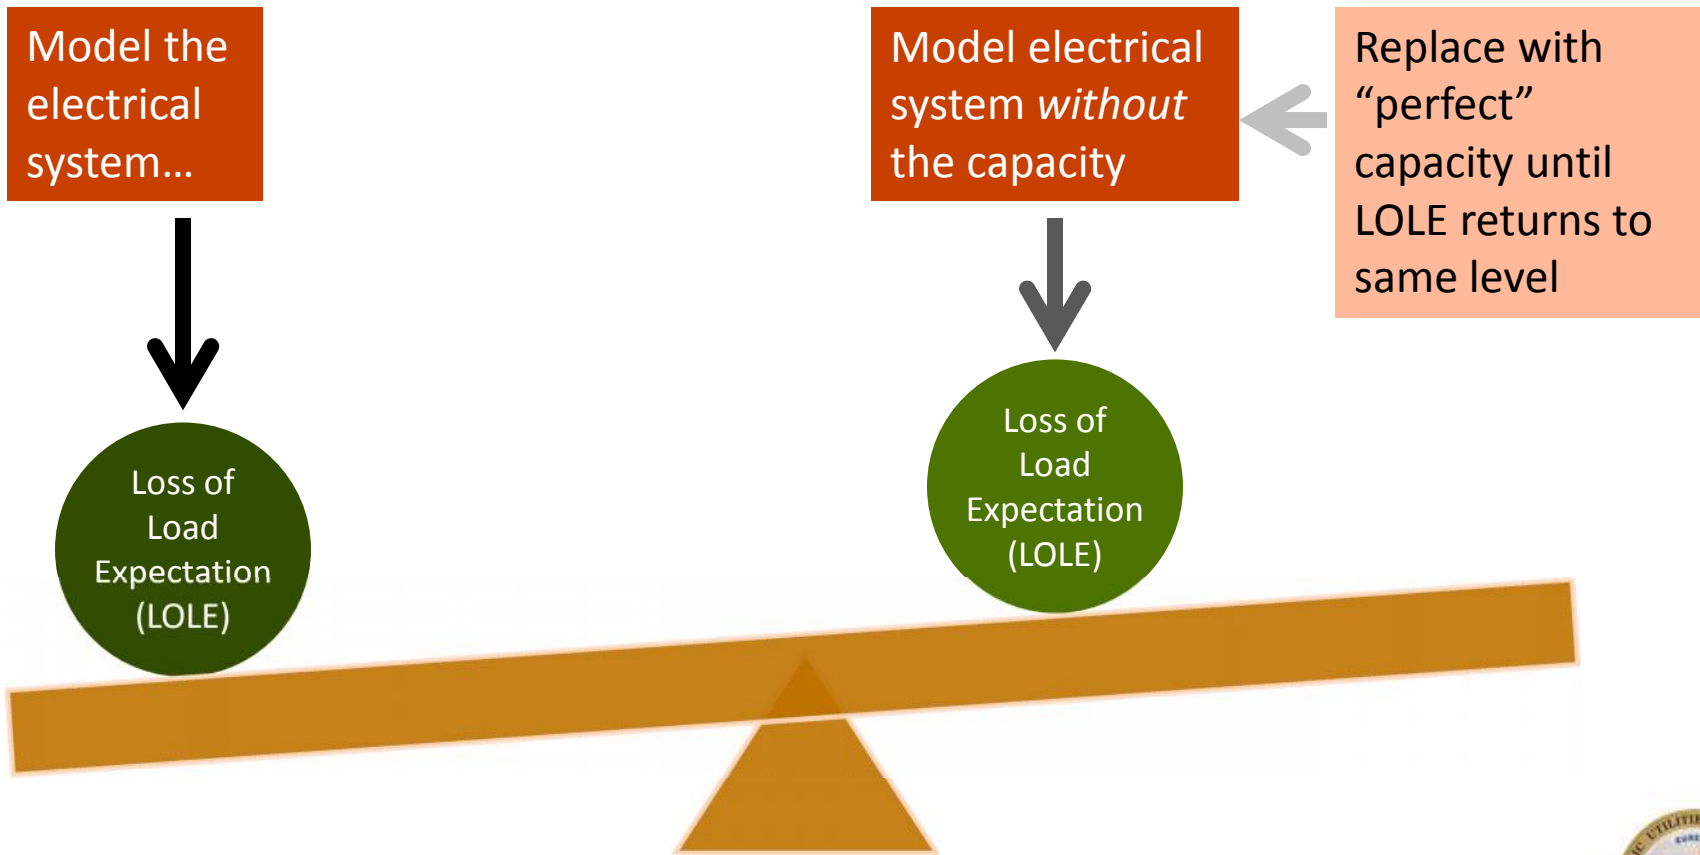 Model the
electrical
system…
Model electrical
system without
the capacity
Replace with
“perfect”
capacity until
LOLE returns to
same level
Loss of
Load
Expectation
(LOLE)
Loss of
Load
Expectation
(LOLE)